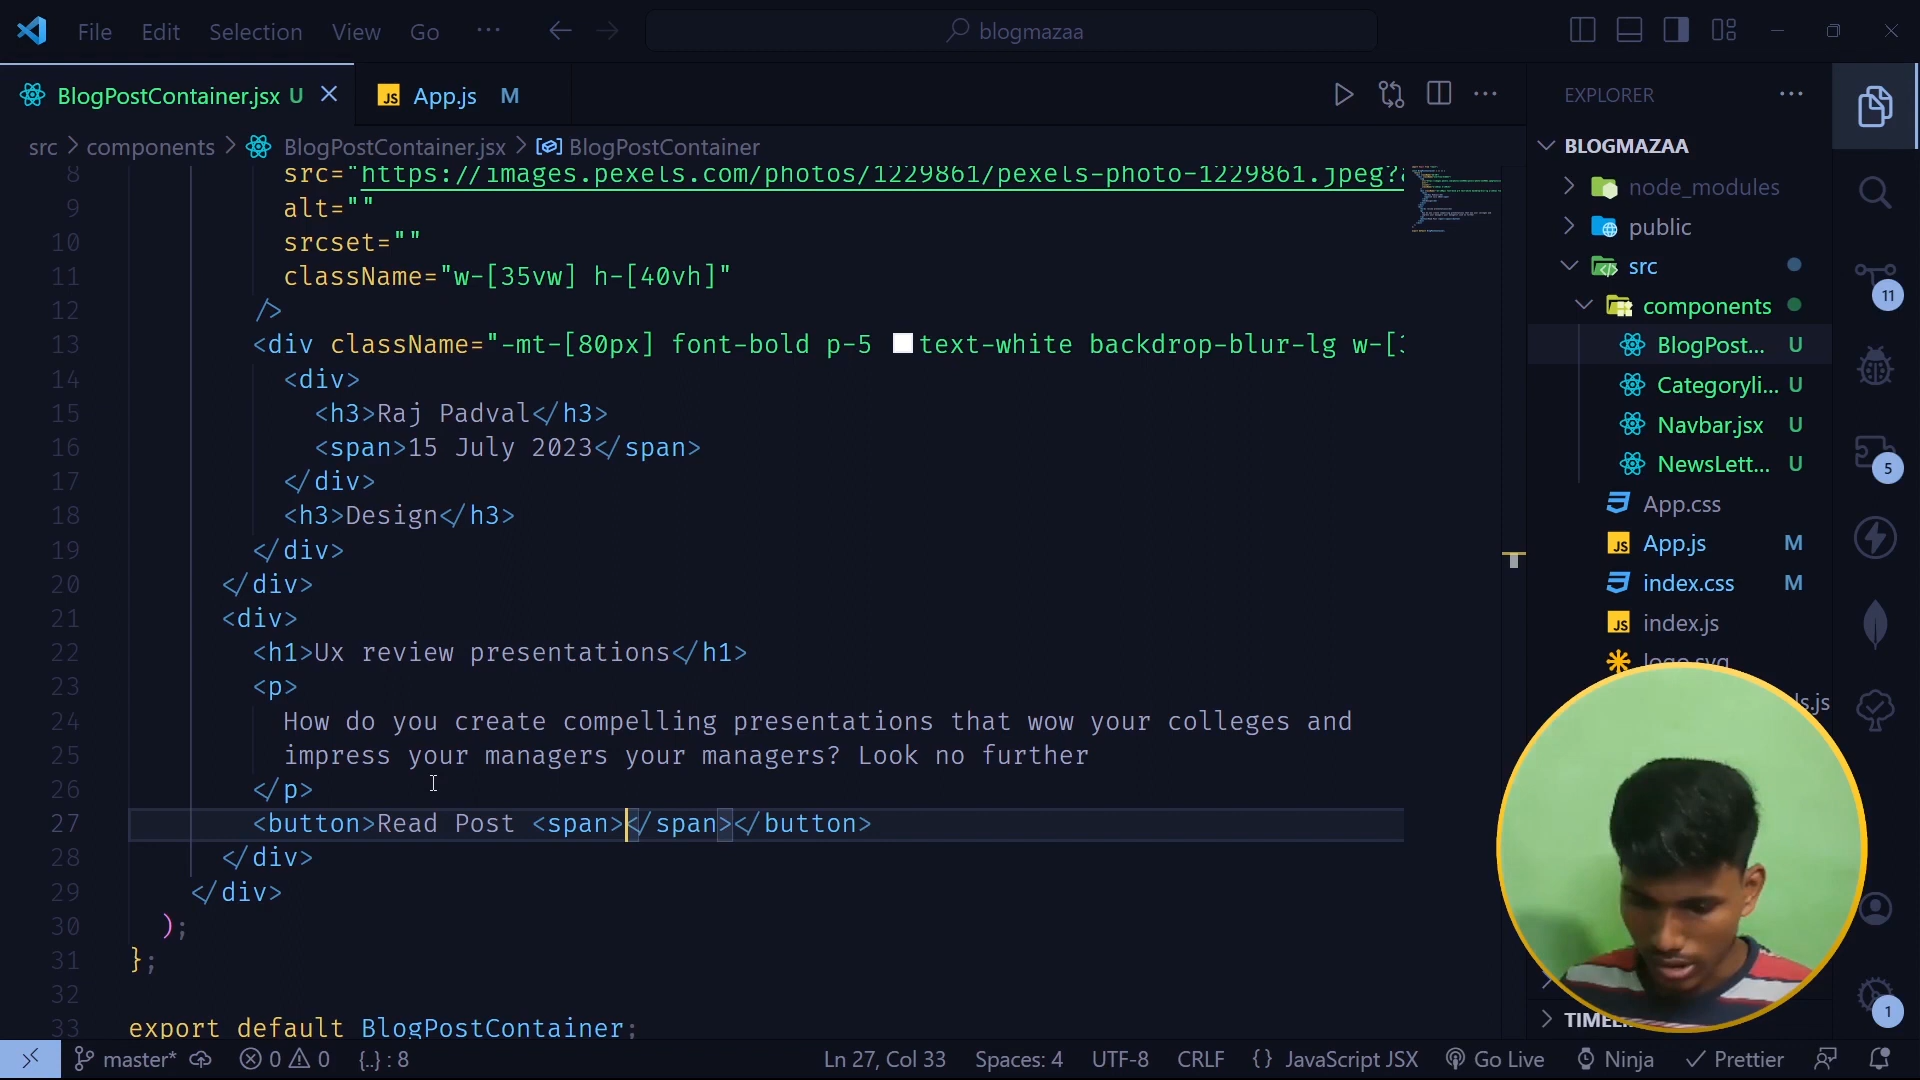 File Edit Selection View Go ··· blogmazaa
BlogPostContainer.jsx U JS App.js M
EXPLORER ···
src > components > BlogPostContainer.jsx > BlogPostContainer
8 src="https://images.pexels.com/photos/1229861/pexels-photo-1229861.jpeg?
9 alt=""
10 srcset=""
11 className="w-[35vw] h-[40vh]"
12 />
13 <div className="-mt-[80px] font-bold p-5 text-white backdrop-blur-lg w-[
14 <div>
15 <h3>Raj Padval</h3>
16 <span>15 July 2023</span>
17 </div>
18 <h3>Design</h3>
19 </div>
20 </div>
21 <div>
22 <h1>Ux review presentations</h1>
23 <p>
24 How do you create compelling presentations that wow your colleges and
25 impress your managers your managers? Look no further
26 </p>
27 <button>Read Post <span></span></button>
28 </div>
29 </div>
30 );
31 };
32
33 export default BlogPostContainer;
BLOGMAZAA
node_modules
public
src
components
BlogPost... U
Categoryli... U
Navbar.jsx U
NewsLett... U
App.css
JS App.js M
index.css M
JS index.js
logo.svg
ls.js
11
5
1
master* 0 0 {..} : 8 Ln 27, Col 33 Spaces: 4 UTF-8 CRLF {} JavaScript JSX Go Live Ninja Prettier